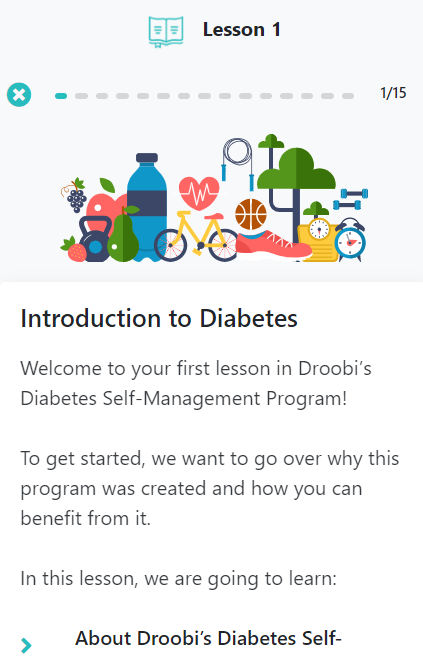 Lesson 1
1/15
Introduction to Diabetes
Welcome to your first lesson in Droobi’s
Diabetes Self-Management Program!
To get started, we want to go over why this
program was created and how you can
benefit from it.
In this lesson, we are going to learn:
About Droobi’s Diabetes Self-